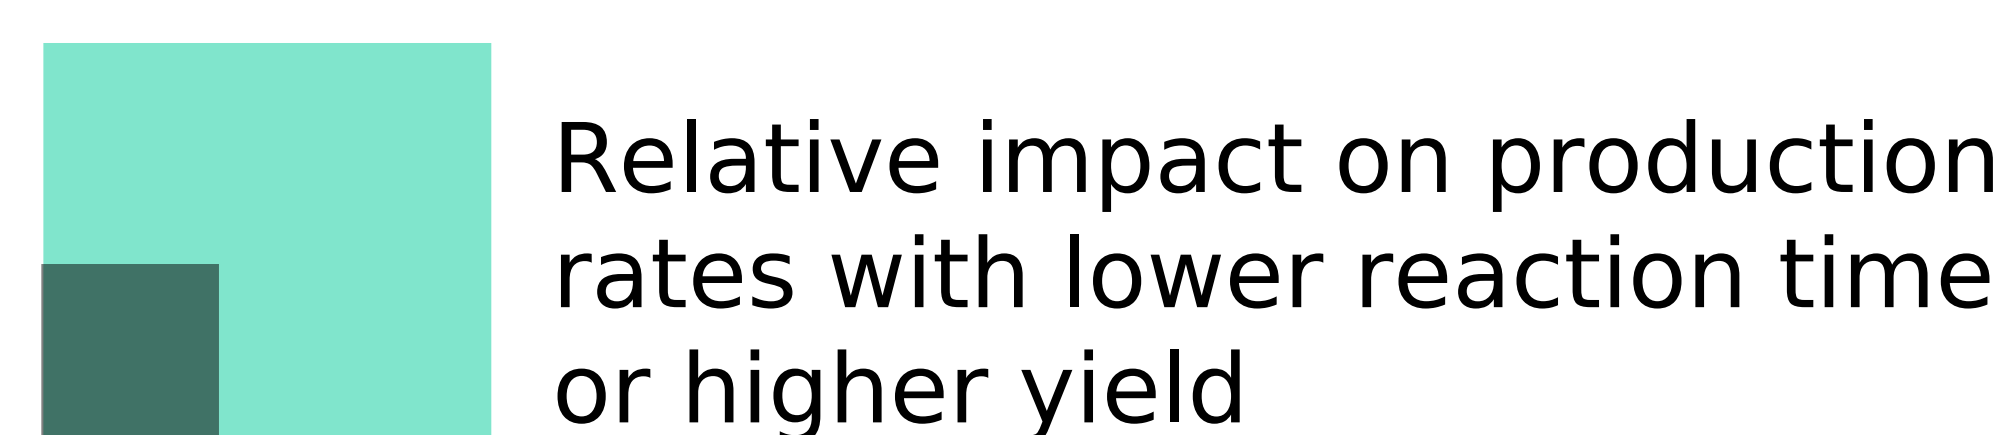 Relative impact on production
rates with lower reaction time
or higher yield